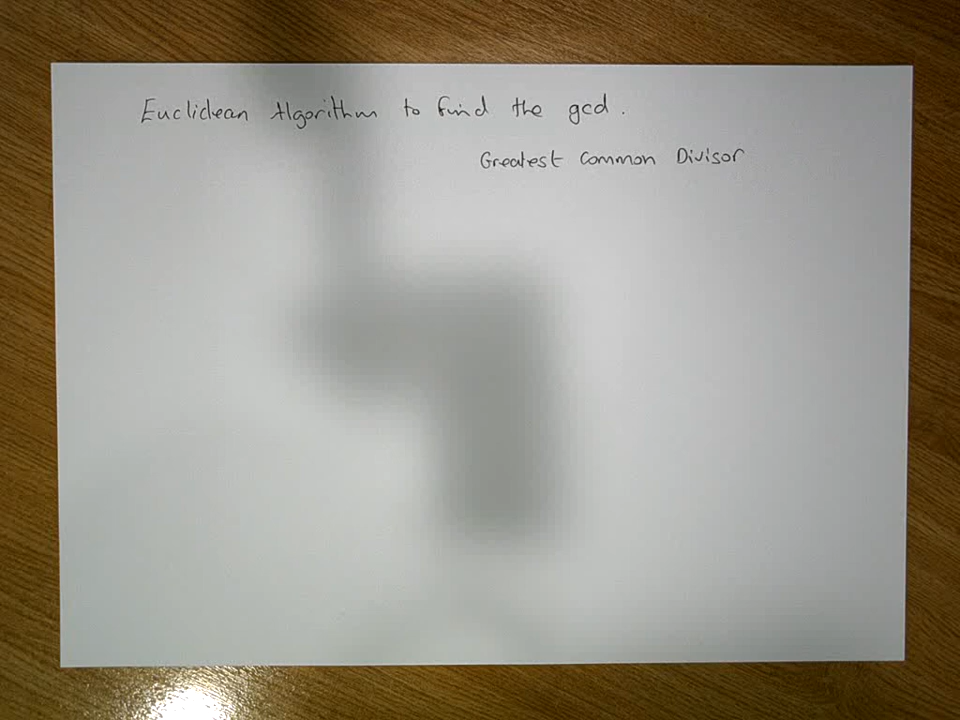 Euclidean Algorithm to find the gcd.
Greatest Common Divisor